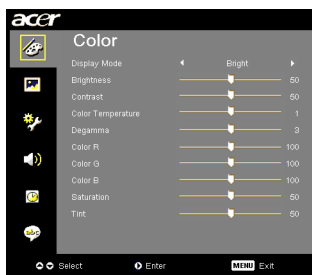 acer
Color
Display Mode Bright
Brightness 50
Contrast 50
Color Temperature 1
Degamma 3
Color R 100
Color G 100
Color B 100
Saturation 50
Tint 50
abc
Select Enter MENU Exit